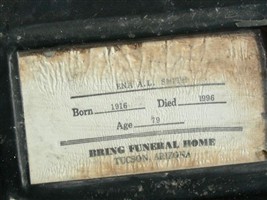 A.L.
Born 1916 Died 1996
Age 79
BRING FUNERAL HOME
TUCSON, ARIZONA